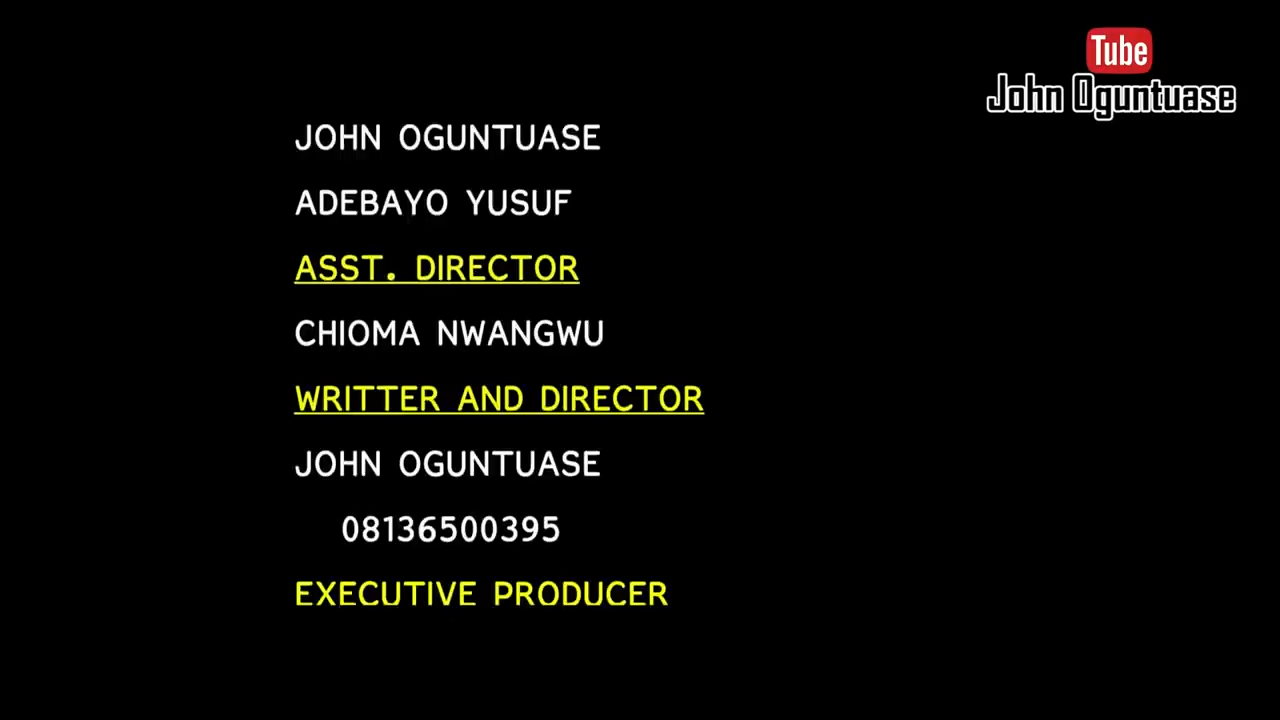 Tube
John Oguntuase
JOHN OGUNTUASE
ADEBAYO YUSUF
ASST. DIRECTOR
CHIOMA NWANGWU
WRITTER AND DIRECTOR
JOHN OGUNTUASE
08136500395
EXECUTIVE PRODUCER